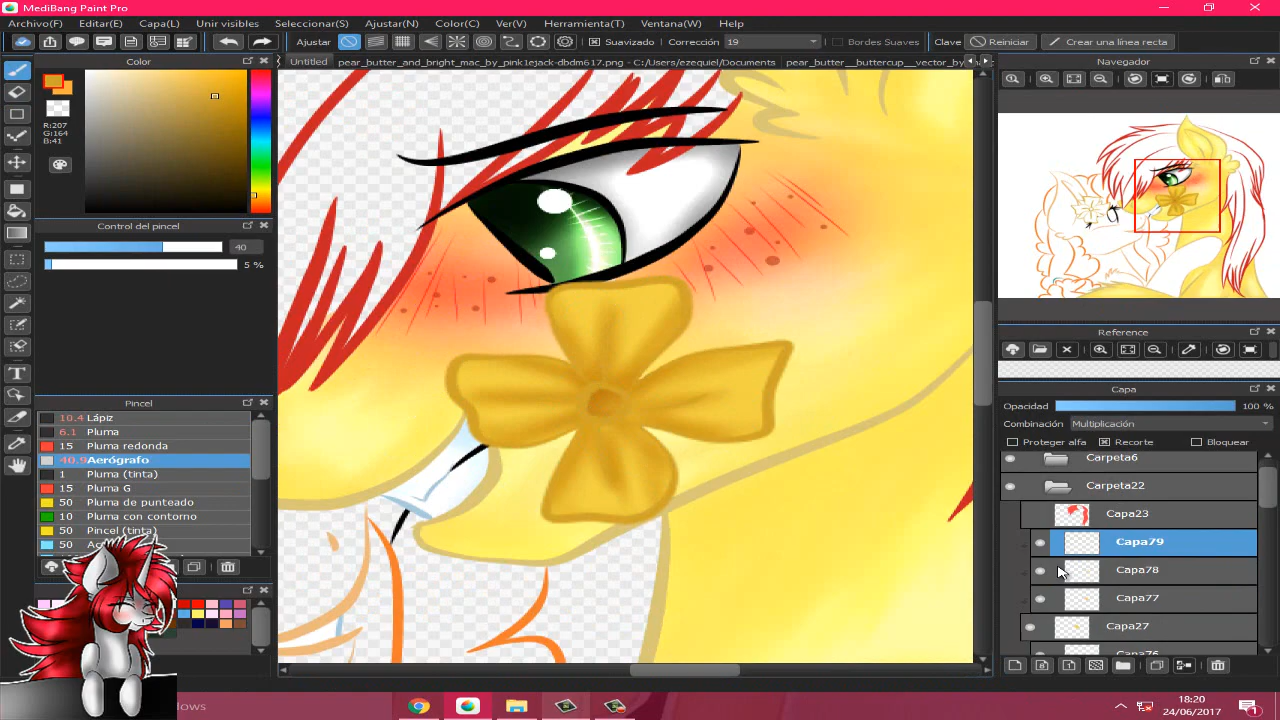 MediBang Paint Pro
Archivo(F) Editar(E) Capa(L) Unir visibles Seleccionar(S) Ajustar(N) Color(C) Ver(V) Herramienta(T) Ventana(W) Help
Ajustar Suavizado Corrección 19 Bordes Suaves Clave Reiniciar Crear una línea recta
Color Untitled pear_butter_and_bright_mac_by_pink1ejack-dbdm617.png - C:/Users/ezequiel/Documents pear_butter__buttercup__vector_by Navegador
R:207
G:164
B:41
Control del pincel
40
5 %
Reference
Capa
Opacidad 100 %
Combinación Multiplicación
Proteger alfa Recorte Bloquear
Carpeta6
Carpeta22
Capa23
Capa79
Capa78
Capa77
Capa27
Capa76
Pincel
10.4 Lápiz
6.1 Pluma
15 Pluma redonda
40.9 Aerógrafo
1 Pluma (tinta)
15 Pluma G
50 Pluma de punteado
10 Pluma con contorno
50 Pincel (tinta)
50
18:20
24/06/2017
1